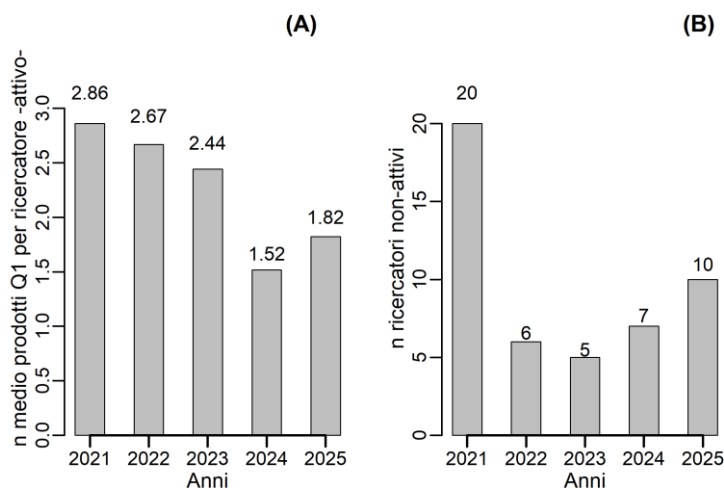 (A)
n medio prodotti Q1 per ricercatore -attivo-
3.0
2.5
2.0
1.5
1.0
0.5
0.0
2.86
2.67
2.44
1.52
1.82
2021 2022 2023 2024 2025
Anni
(B)
n ricercatori non-attivi
20
15
10
5
0
20
6
5
7
10
2021 2022 2023 2024 2025
Anni